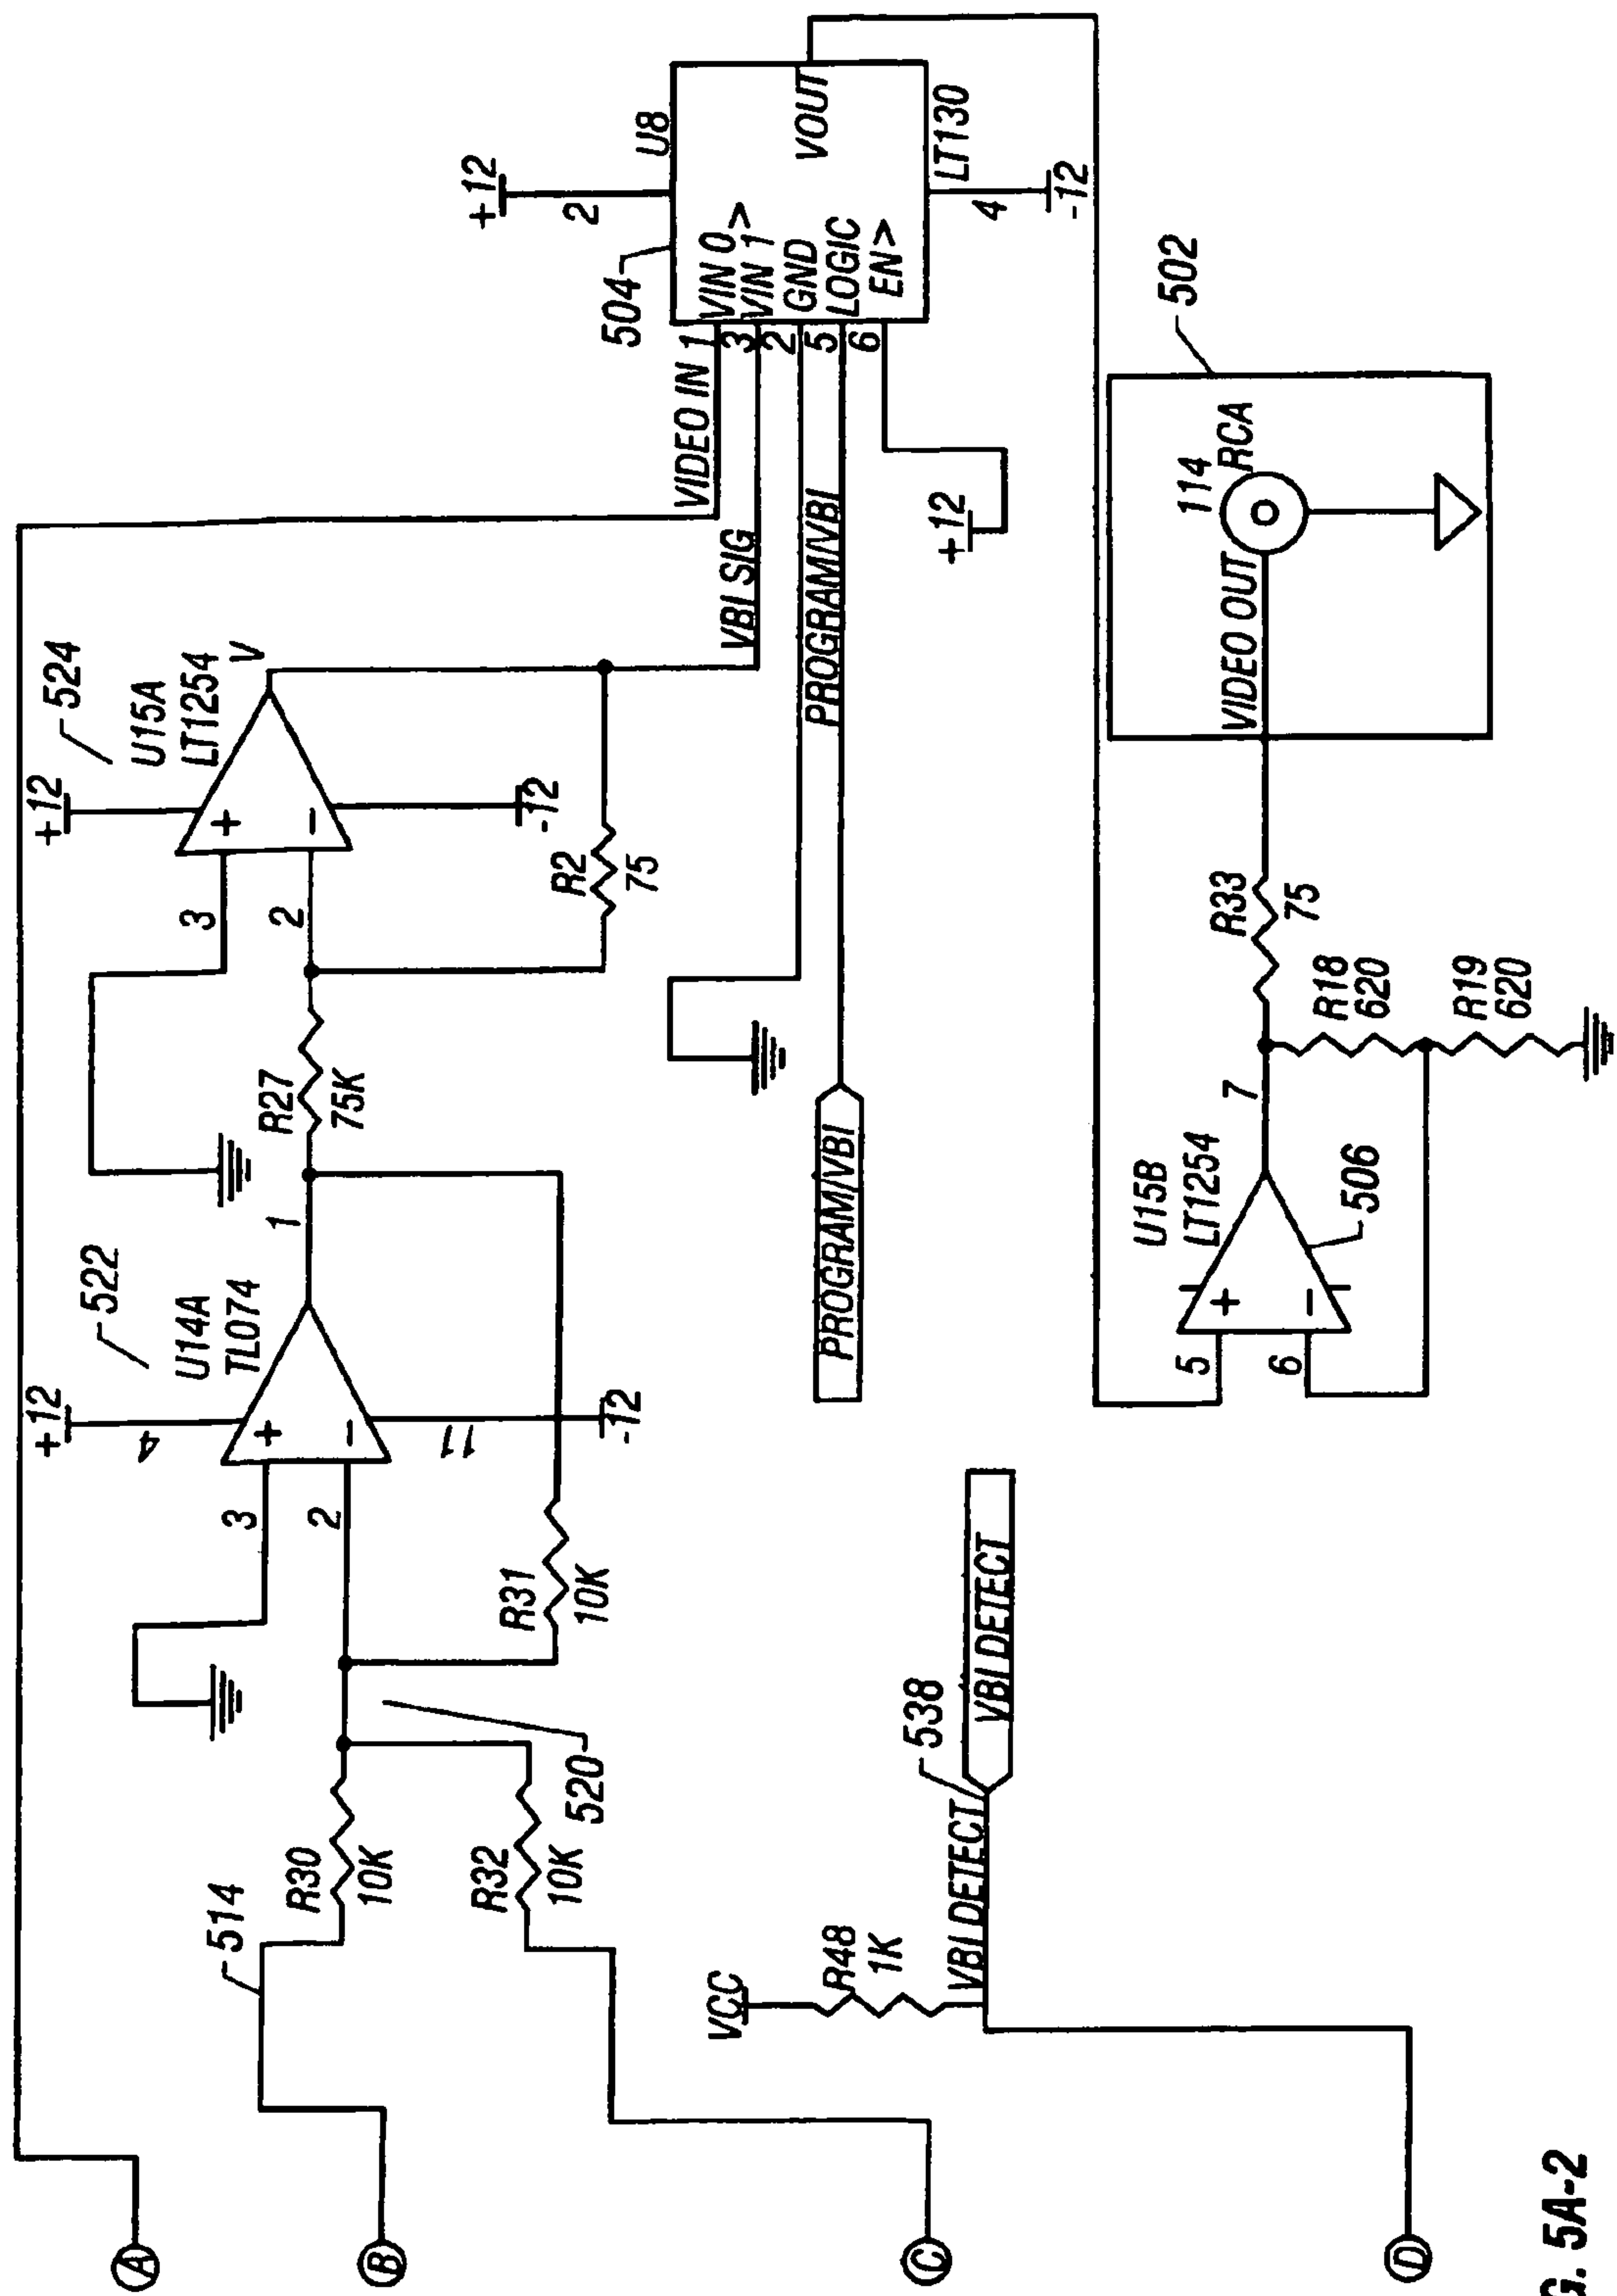 A
B
C
D
514
R30
10K
R32
10K
520
3
2
+12
4
522
U14A
TL074
+
-
11
-12
R31
10K
1
R27
75K
3
2
+12
524
U15A
LT1254
V
+
-
-12
R2
75
VIDEO IN
VBI SIG
PROGRAM/VBI
PROGRAM/VBI
+12
504
+12
2
U8
1
3
2
5
6
VIN 0
VIN 1 >
GND
LOGIC
EN >
VOUT
LT130
4
-12
VCC
R48
1K
VBI DETECT
538
VBI DETECT
5
6
+
-
U15B
LT1254
506
7
R18
620
R19
620
R33
75
VIDEO OUT
114
RCA
502
G. 5A-2